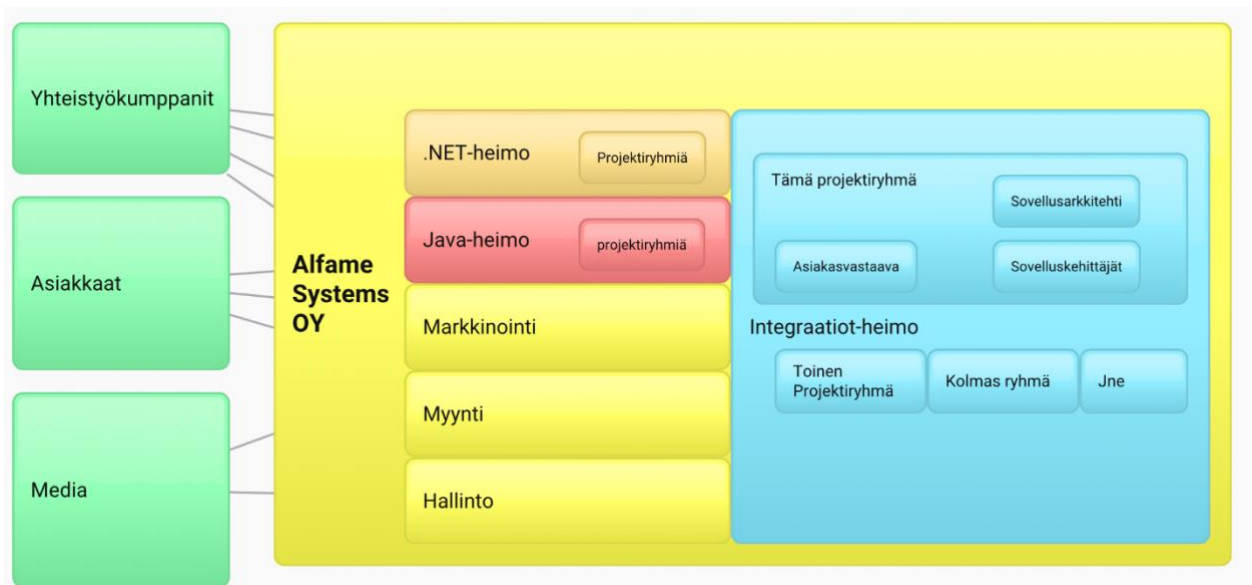 Yhteistyökumppanit
Asiakkaat
Media
Alfame
Systems
OY
.NET-heimo
Projektiryhmiä
Java-heimo
projektiryhmiä
Markkinointi
Myynti
Hallinto
Tämä projektiryhmä
Sovellusarkkitehti
Asiakasvastaava
Sovelluskehittäjät
Integraatiot-heimo
Toinen
Projektiryhmä
Kolmas ryhmä
Jne